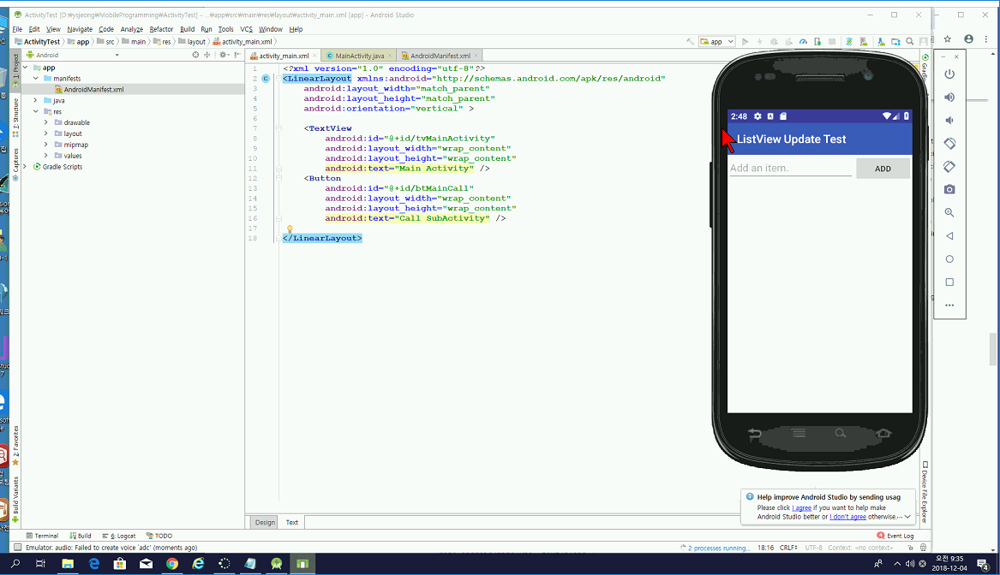 ActivityTest [D:₩ysjeong₩MobileProgramming₩ActivityTest] - ...₩app₩src₩main₩res₩layout₩activity_main.xml [app] - Android Studio
File Edit View Navigate Code Analyze Refactor Build Run Tools VCS Window Help
ActivityTest app src main res layout activity_main.xml
app
Android
activity_main.xml MainActivity.java AndroidManifest.xml
1: Project
Z: Structure
Captures
2: Favorites
Build Variants
app
manifests
AndroidManifest.xml
java
res
drawable
layout
mipmap
values
Gradle Scripts
1 <?xml version="1.0" encoding="utf-8"?>
2 <LinearLayout xmlns:android="http://schemas.android.com/apk/res/android"
3 android:layout_width="match_parent"
4 android:layout_height="match_parent"
5 android:orientation="vertical" >
6
7 <TextView
8 android:id="@+id/tvMainActivity"
9 android:layout_width="wrap_content"
10 android:layout_height="wrap_content"
11 android:text="Main Activity" />
12 <Button
13 android:id="@+id/btMainCall"
14 android:layout_width="wrap_content"
15 android:layout_height="wrap_content"
16 android:text="Call SubActivity" />
17
18 </LinearLayout>
Design Text
2:48
ListView Update Test
Add an item.
ADD
Gradle
Device File Explorer
Help improve Android Studio by sending usag
Please click I agree if you want to help make
Android Studio better or I don't agree otherwise....
Terminal Build 6: Logcat TODO
4 Event Log
Emulator: audio: Failed to create voice 'adc' (moments ago)
2 processes running... 18:16 CRLF UTF-8 Context: <no context>
오전 9:35
2018-12-04
4